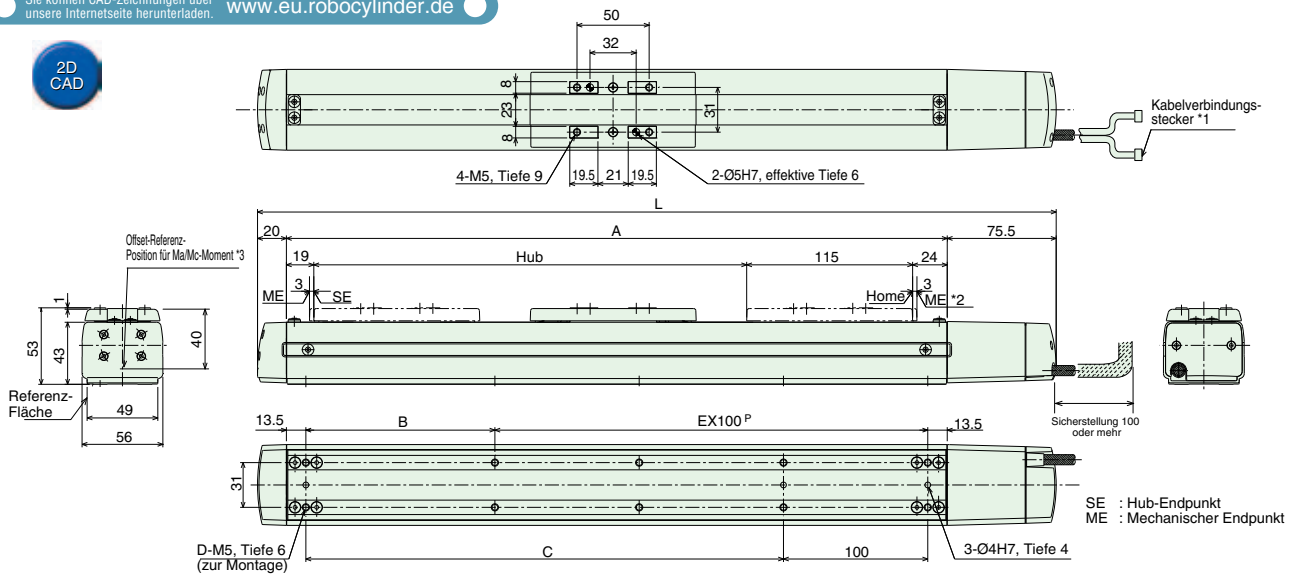 Sie können CAD-Zeichnungen über
unsere Internetseite herunterladen.
www.eu.robocylinder.de
2D
CAD
50
32
8
23
8
31
4-M5, Tiefe 9
19.5
21
19.5
2-Ø5H7, effektive Tiefe 6
Kabelverbindungs-
stecker *1
L
20
A
75.5
19
Hub
115
24
3
ME
SE
Home
3
ME *2
Offset-Referenz-
Position für Ma/Mc-Moment *3
1
53
43
40
Referenz-
Fläche
49
56
Sicherstellung 100
oder mehr
13.5
B
EX100 P
13.5
31
D-M5, Tiefe 6
(zur Montage)
C
100
3-Ø4H7, Tiefe 4
SE : Hub-Endpunkt
ME : Mechanischer Endpunkt